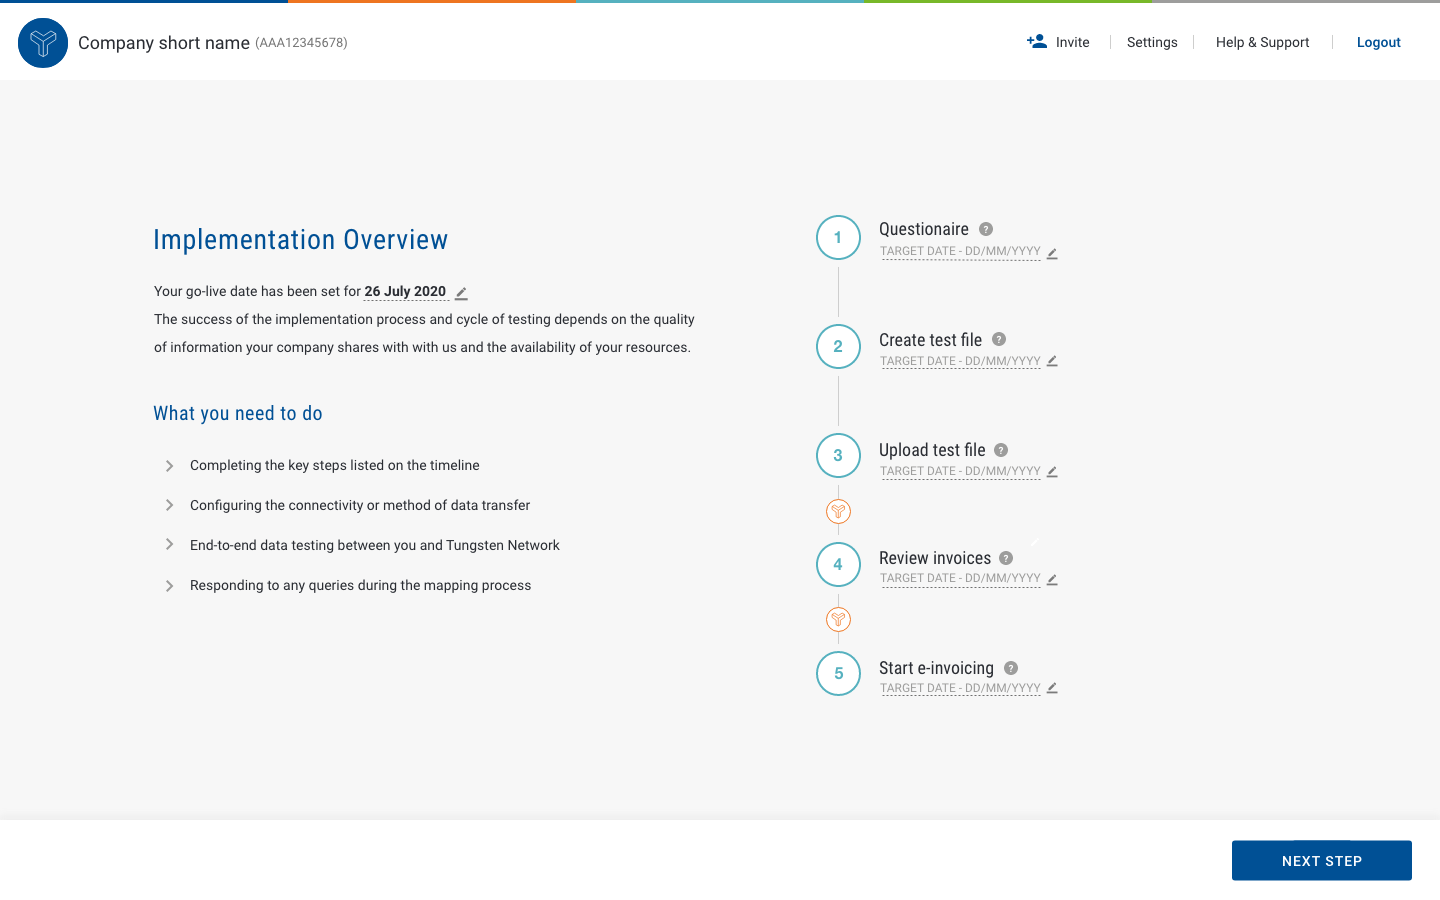 Company short name (AAA12345678)
Invite
Settings
Help & Support
Logout
Implementation Overview
Your go-live date has been set for 26 July 2020
The success of the implementation process and cycle of testing depends on the quality
of information your company shares with with us and the availability of your resources.
What you need to do
Completing the key steps listed on the timeline
Configuring the connectivity or method of data transfer
End-to-end data testing between you and Tungsten Network
Responding to any queries during the mapping process
1
Questionaire ?
TARGET DATE - DD/MM/YYYY
2
Create test file ?
TARGET DATE - DD/MM/YYYY
3
Upload test file ?
TARGET DATE - DD/MM/YYYY
4
Review invoices ?
TARGET DATE - DD/MM/YYYY
5
Start e-invoicing ?
TARGET DATE - DD/MM/YYYY
NEXT STEP